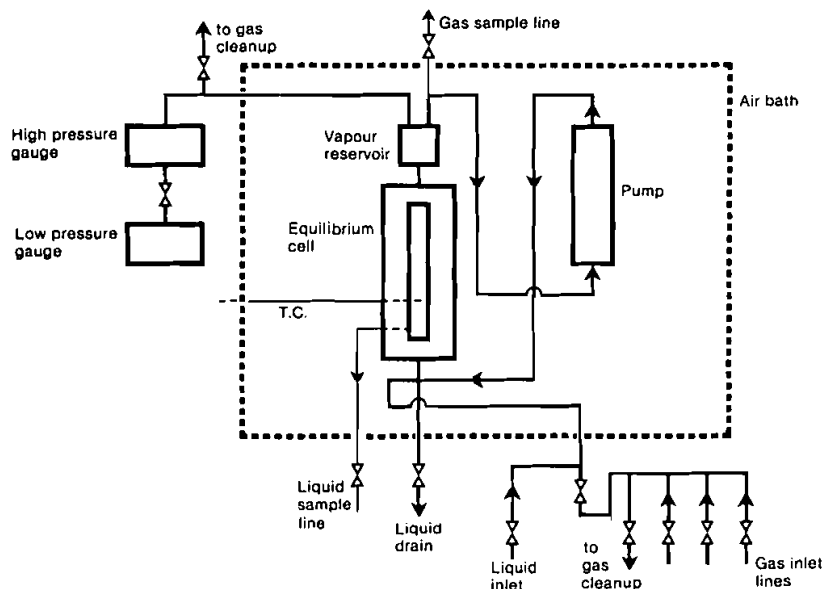 to gas
cleanup
Gas sample line
Air bath
High pressure
gauge
Vapour
reservoir
Pump
Low pressure
gauge
Equilibrium
cell
T.C.
Liquid
sample
line
Liquid
drain
Liquid
inlet
to
gas
cleanup
Gas inlet
lines